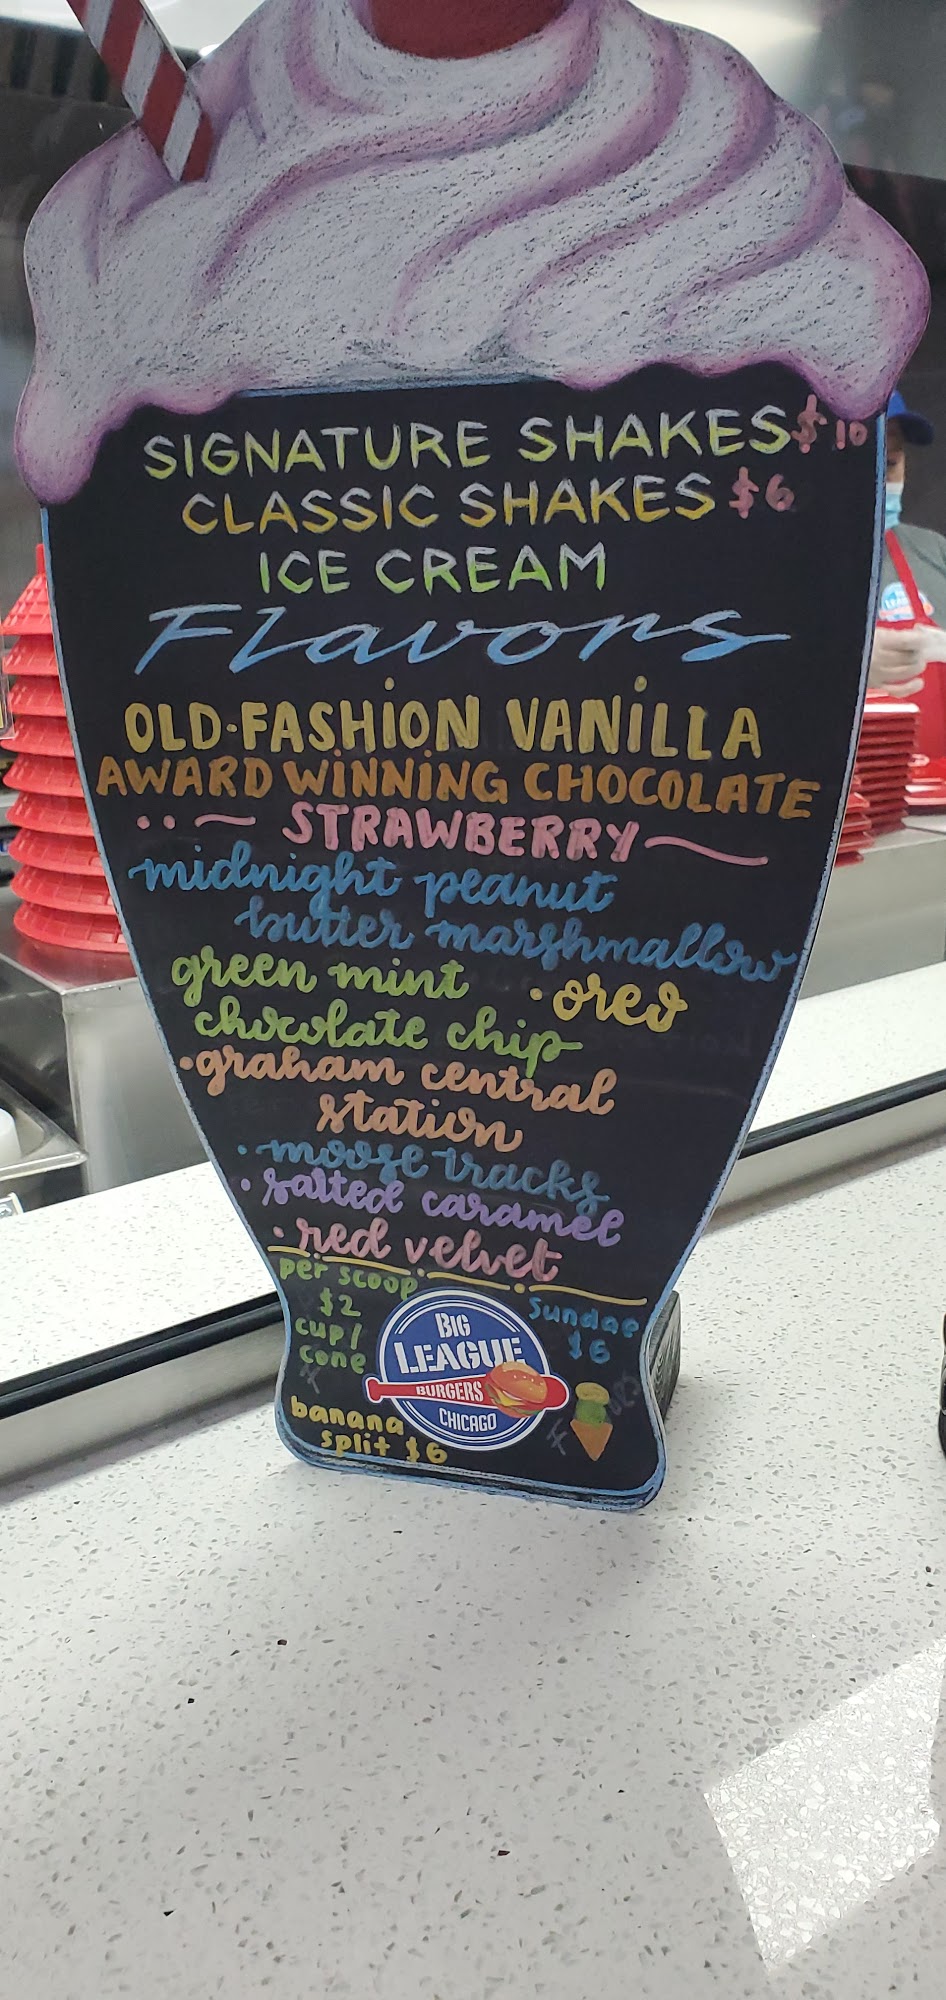 SIGNATURE SHAKES $10
CLASSIC SHAKES $6
ICE CREAM
Flavors
OLD-FASHION VANILLA
AWARD WINNING CHOCOLATE
STRAWBERRY
midnight peanut
butter marshmallow
green mint
chocolate chip
• oreo
• graham central
station
• moose tracks
• salted caramel
• red velvet
per scoop
$2
cup/
cone
sundae
$6
BIG
LEAGUE
BURGERS
CHICAGO
banana
split $6